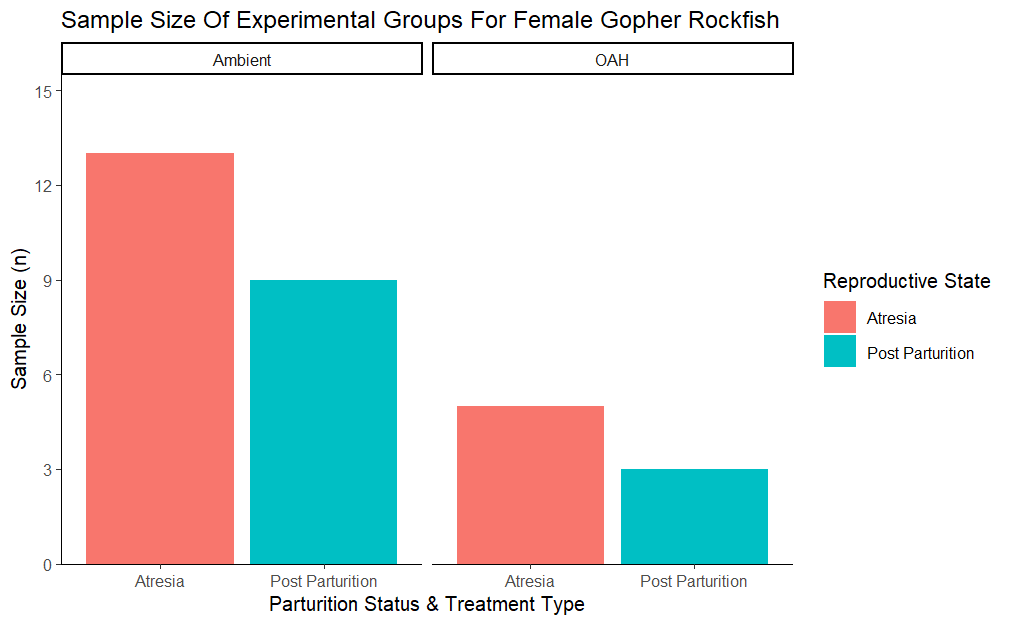 Sample Size Of Experimental Groups For Female Gopher Rockfish
Ambient
OAH
15
12
9
6
3
0
Sample Size (n)
Atresia
Post Parturition
Atresia
Post Parturition
Parturition Status & Treatment Type
Reproductive State
Atresia
Post Parturition